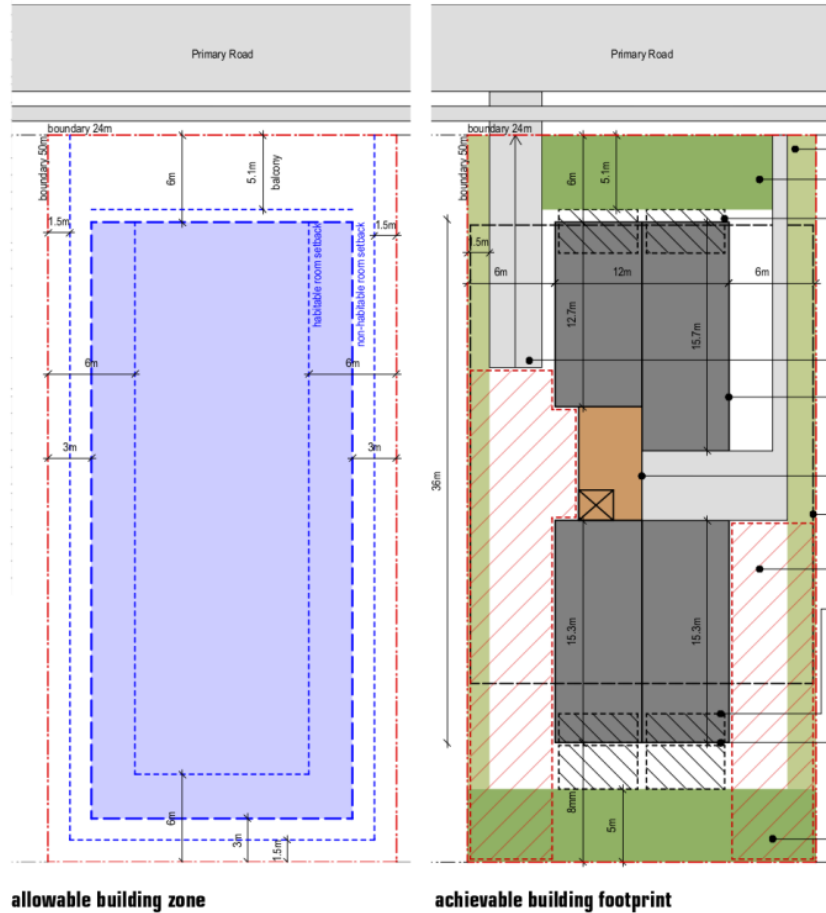 Primary Road
boundary 24m
boundary 50m
6m
5.1m
balcony
1.5m
1.5m
habitable room setback
non-habitable room setback
6m
6m
3m
3m
6m
3m
1.5m
allowable building zone
Primary Road
boundary 24m
boundary 50m
6m
5.1m
1.5m
6m
12m
6m
12.7m
15.7m
36m
15.3m
15.3m
8mm
5m
achievable building footprint